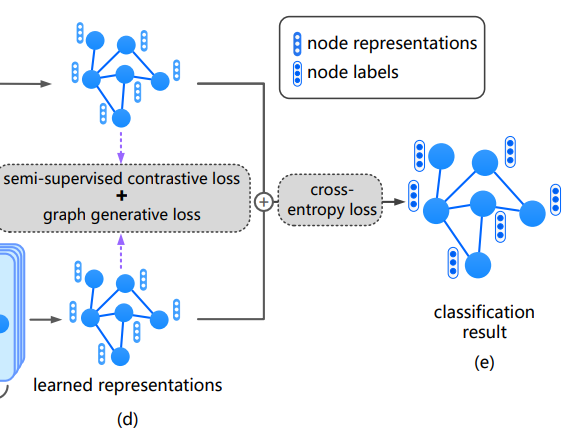 node representations
node labels
semi-supervised contrastive loss
+
graph generative loss
+
cross-
entropy loss
classification
result
(e)
learned representations
(d)